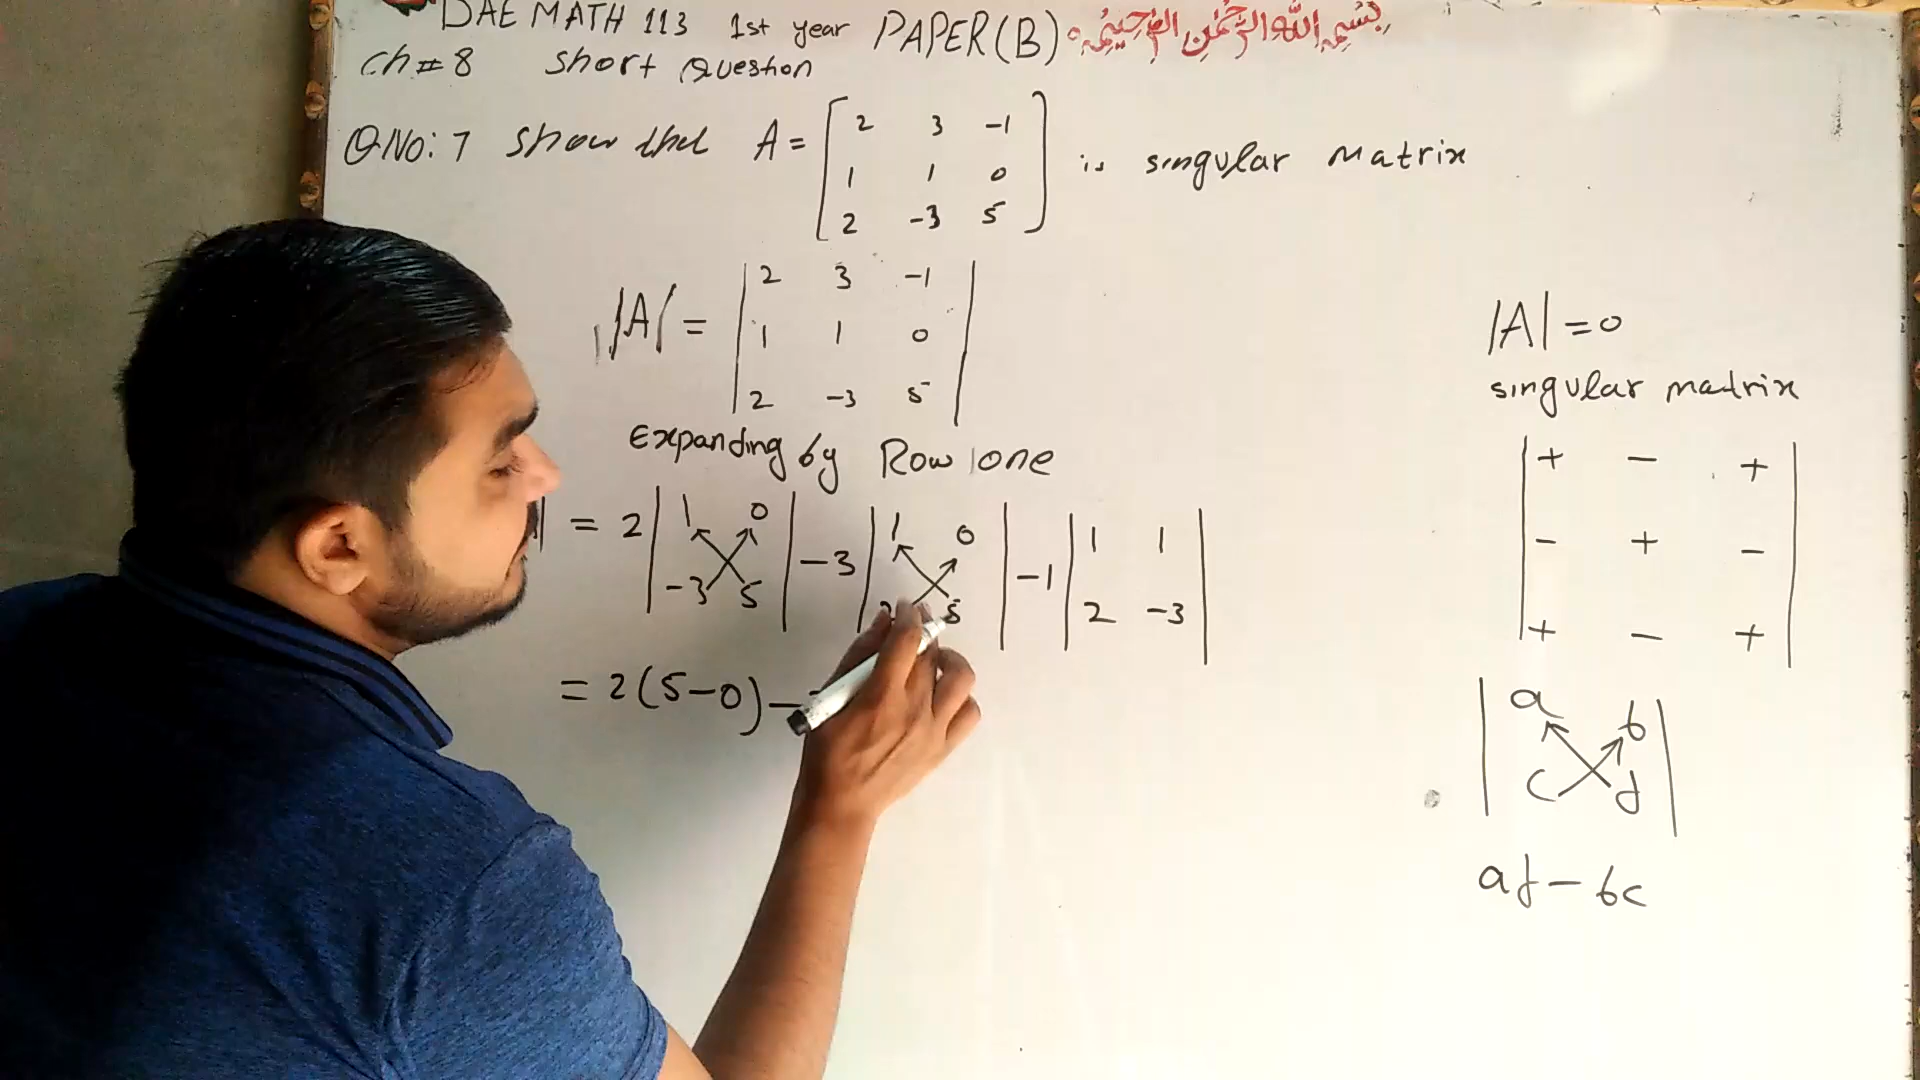 DAE MATH 113 1st year PAPER (B) بسم الله الرحمن الرحيم
ch # 8 short Question
Q No: 7 show that A = [ 2 3 -1
1 1 0
2 -3 5 ] is singular matrix
|A| = | 2 3 -1 |
| 1 1 0 |
| 2 -3 5 |
Expanding by Row one
| = 2 | 1 0 | -3 | 1 0 | -1 | 1 1 |
| -3 5 | | 5 | | 2 -3 |
= 2(5-0) -
|A| = 0
singular matrix
| + - + |
| - + - |
| + - + |
| a b |
| c d |
ad - bc